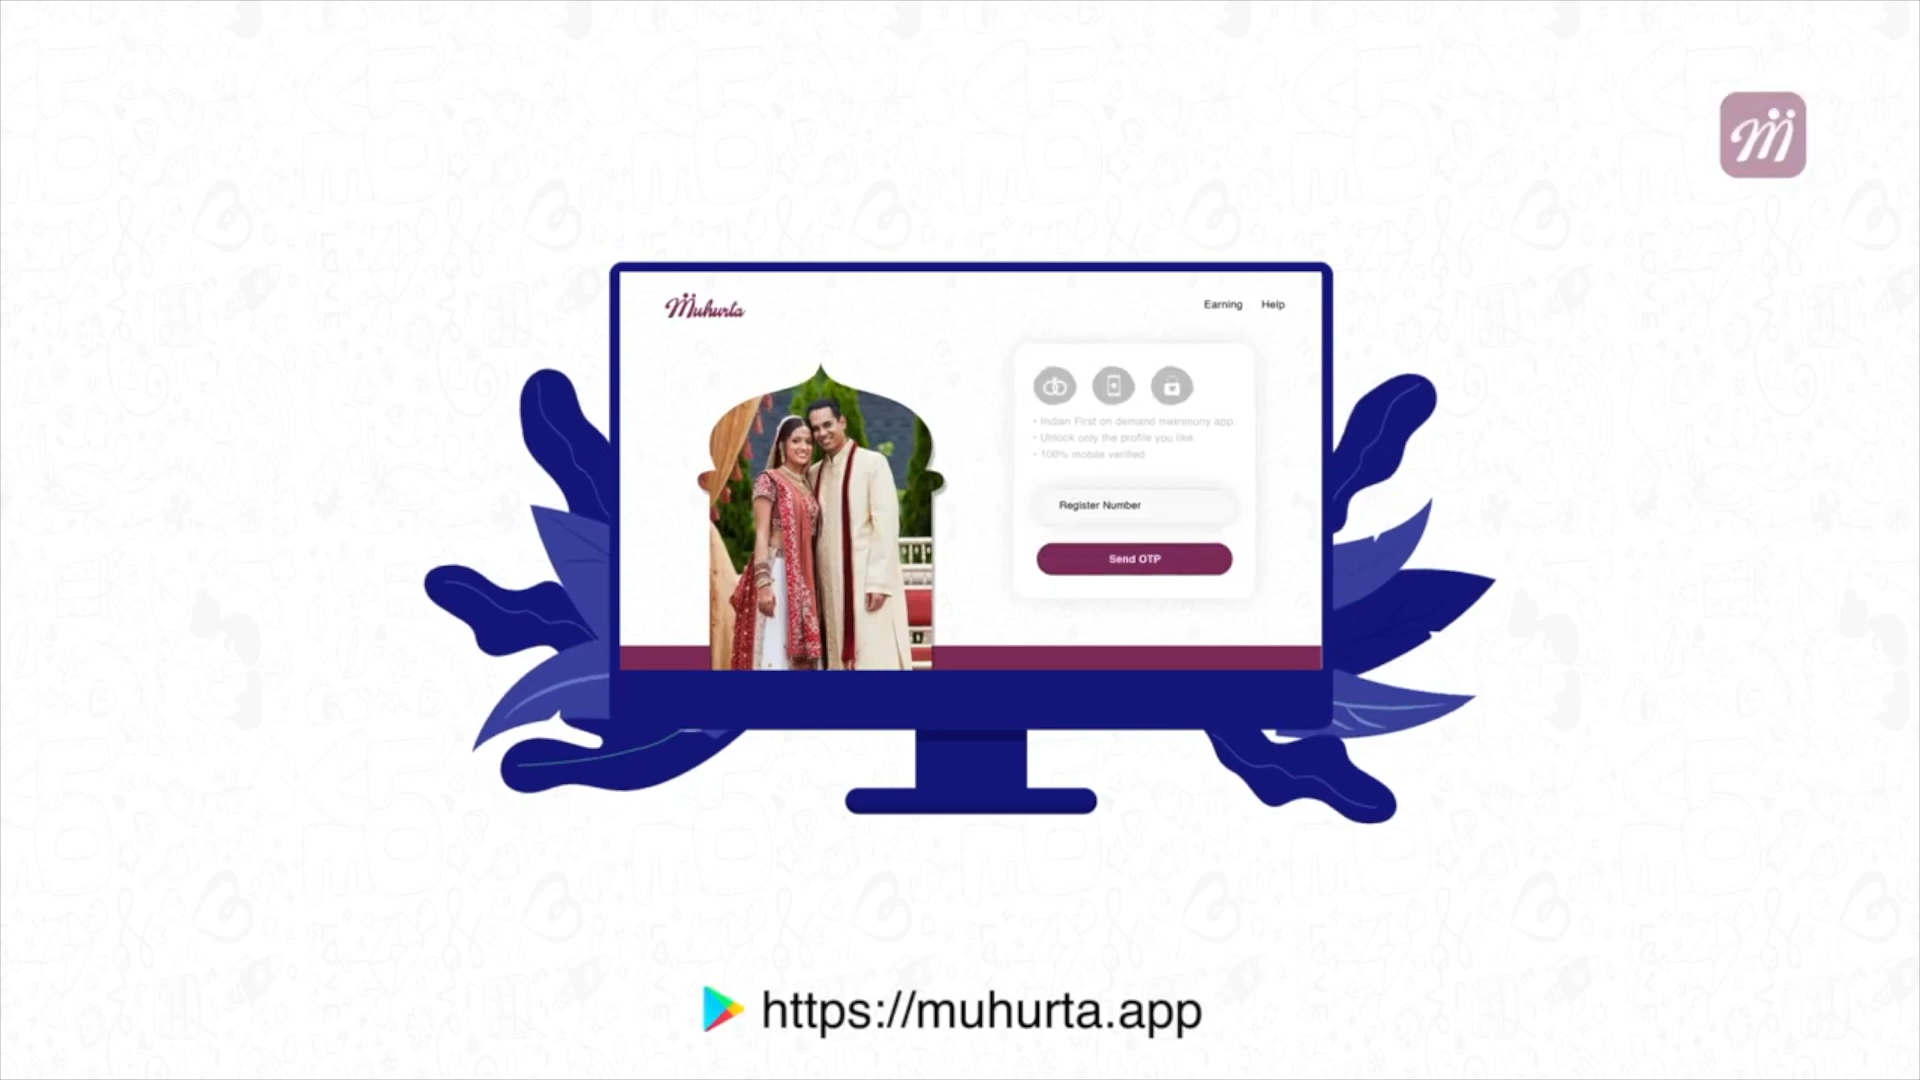 Muhurta
Earning Help
• Indian First on demand matrimony app.
• Unlock only the profile you like.
• 100% mobile verified
Register Number
Send OTP
https://muhurta.app